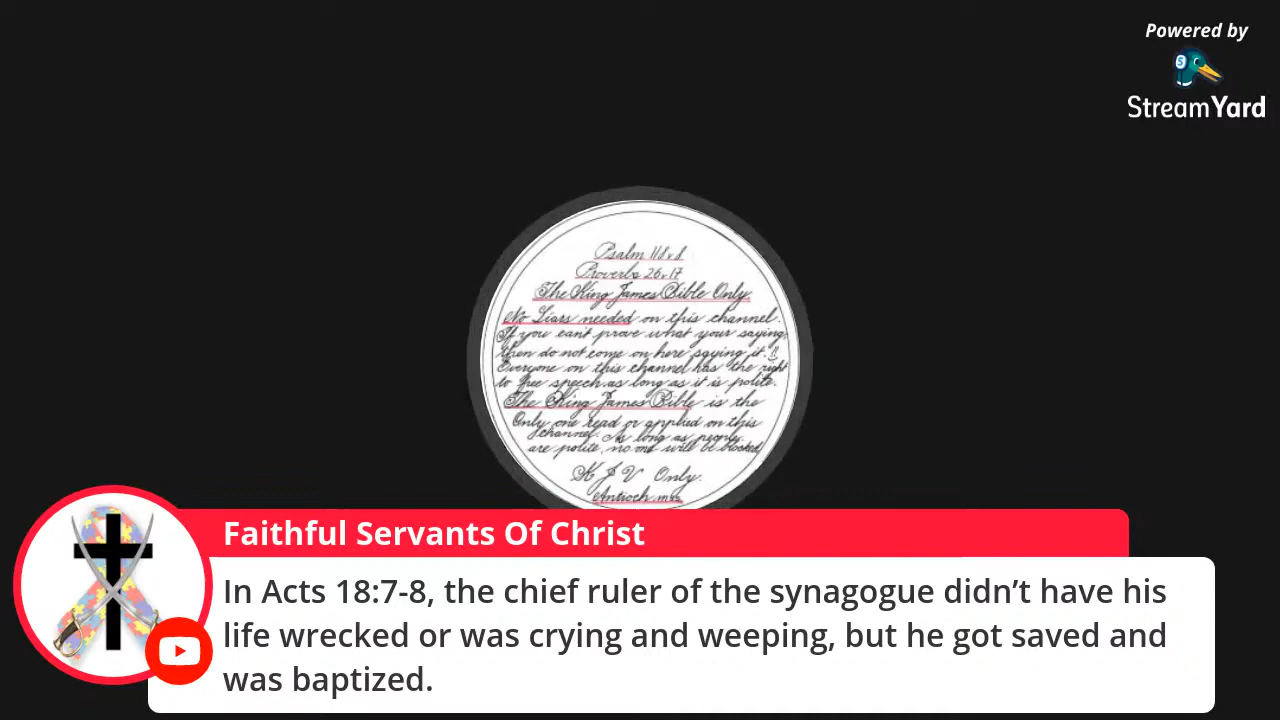 Powered by
S
StreamYard
Psalm 118 v 8
Proverbs 26 v 17
The King James Bible Only.
No Liars needed on this channel.
If you can't prove what your saying,
then do not come on here saying it.!!
Everyone on this channel has the right
to free speech as long as it is polite.
The King James Bible is the
Only one read or applied on this
channel. As long as people
are polite, no one will be blocked
K J V Only.
Antioch mss
Faithful Servants Of Christ
In Acts 18:7-8, the chief ruler of the synagogue didn’t have his
life wrecked or was crying and weeping, but he got saved and
was baptized.